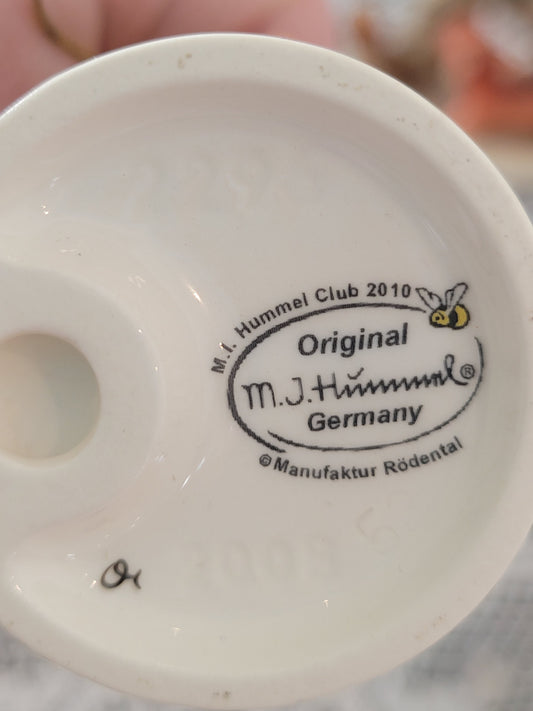 M.I. Hummel Club 2010
Original
M.J.Hummel®
Germany
©Manufaktur Rödental